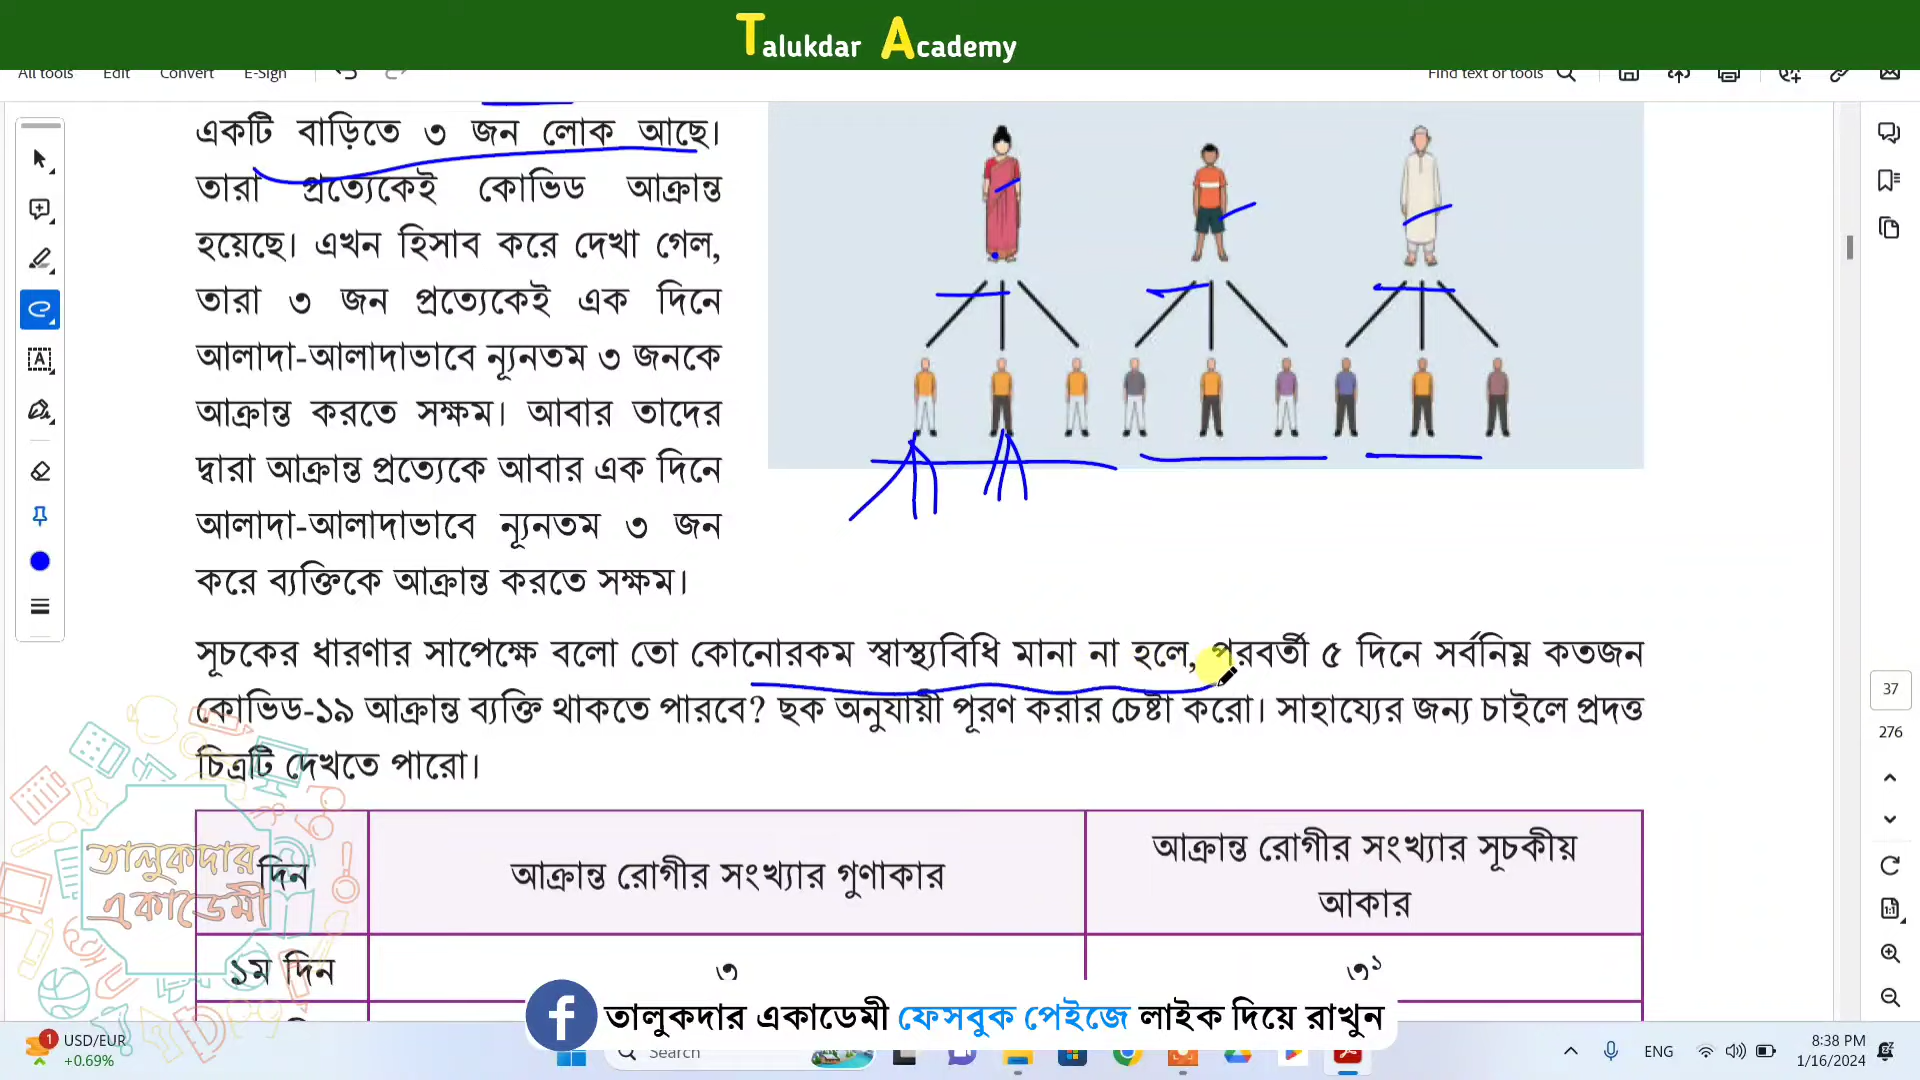 Talukdar Academy
All tools Edit Convert E-Sign Find text or tools
একটি বাড়িতে ৩ জন লোক আছে।
তারা প্রত্যেকেই কোভিড আক্রান্ত
হয়েছে। এখন হিসাব করে দেখা গেল,
তারা ৩ জন প্রত্যেকেই এক দিনে
আলাদা-আলাদাভাবে ন্যূনতম ৩ জনকে
আক্রান্ত করতে সক্ষম। আবার তাদের
দ্বারা আক্রান্ত প্রত্যেকে আবার এক দিনে
আলাদা-আলাদাভাবে ন্যূনতম ৩ জন
করে ব্যক্তিকে আক্রান্ত করতে সক্ষম।
সূচকের ধারণার সাপেক্ষে বলো তো কোনোরকম স্বাস্থ্যবিধি মানা না হলে, পরবর্তী ৫ দিনে সর্বনিম্ন কতজন
কোভিড-১৯ আক্রান্ত ব্যক্তি থাকতে পারবে? ছক অনুযায়ী পূরণ করার চেষ্টা করো। সাহায্যের জন্য চাইলে প্রদত্ত
চিত্রটি দেখতে পারো।
37
276
দিন
আক্রান্ত রোগীর সংখ্যার গুণাকার
আক্রান্ত রোগীর সংখ্যার সূচকীয়
আকার
১ম দিন ৩ ৩¹
তালুকদার
একাডেমী
তালুকদার একাডেমী ফেসবুক পেইজে লাইক দিয়ে রাখুন
1 USD/EUR
+0.69%
Search
ENG
8:38 PM
1/16/2024